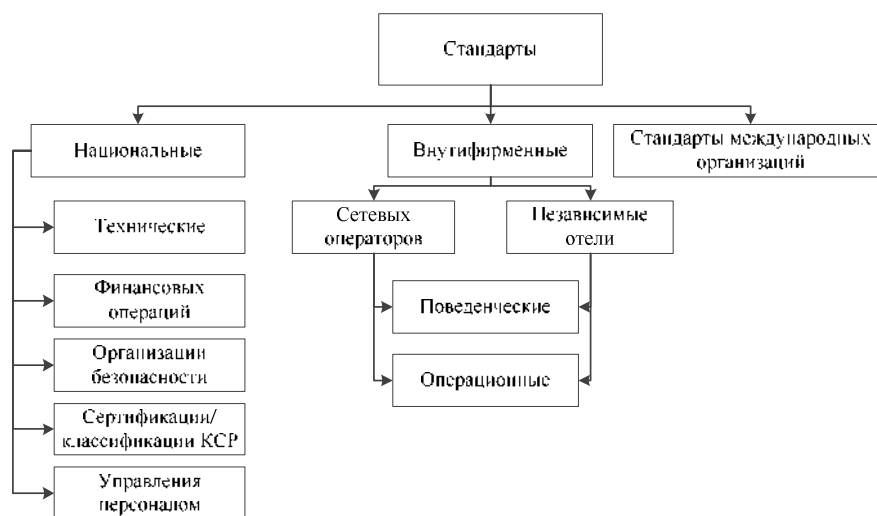 Стандарты
Национальные
Внутифирменные
Стандарты международных
организаций
Технические
Сетевых
операторов
Независимые
отели
Финансовых
операций
Поведенческие
Организации
безопасности
Операционные
Сертификации/
классификации КСР
Управления
персоналом